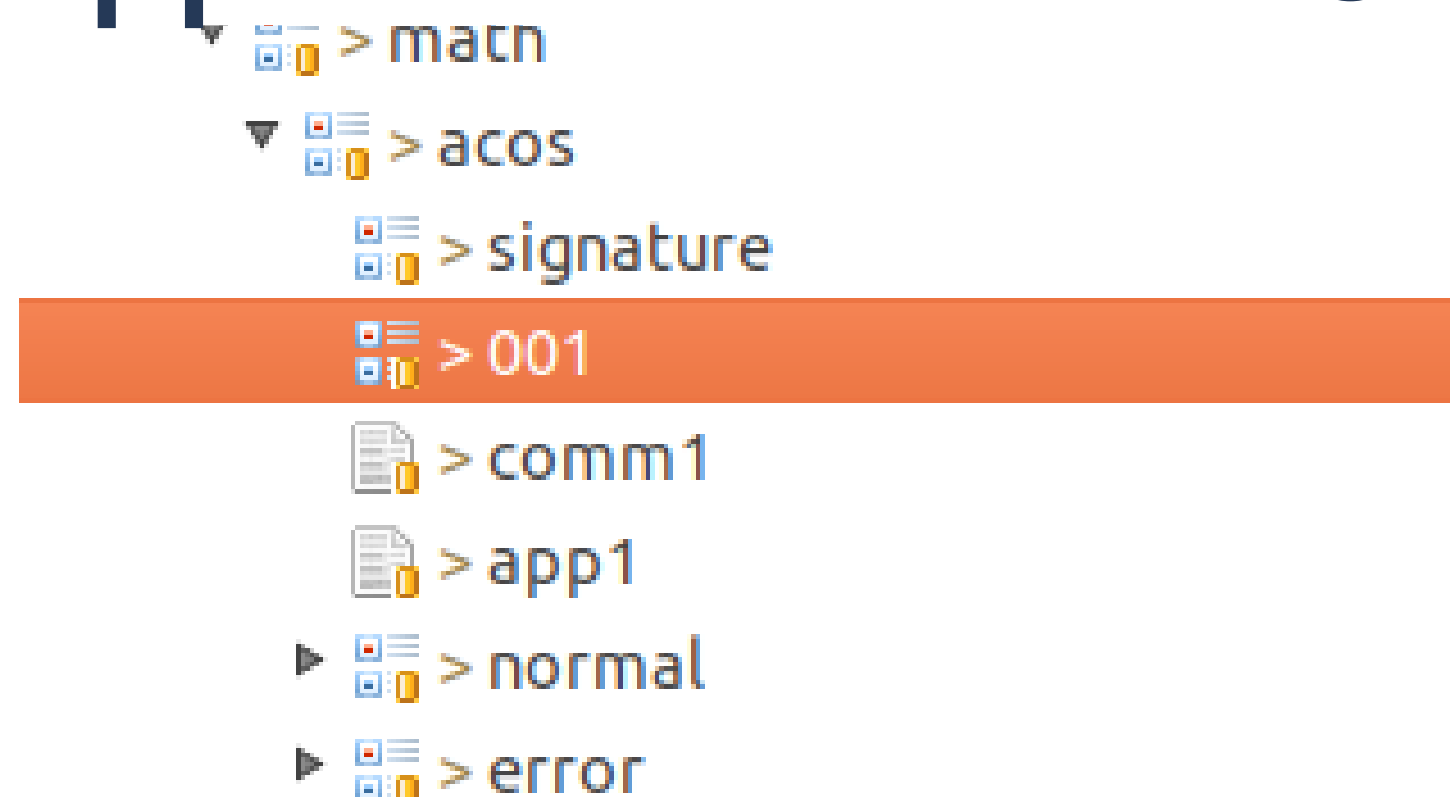 > math
> acos
> signature
> 001
> comm1
> app1
> normal
> error